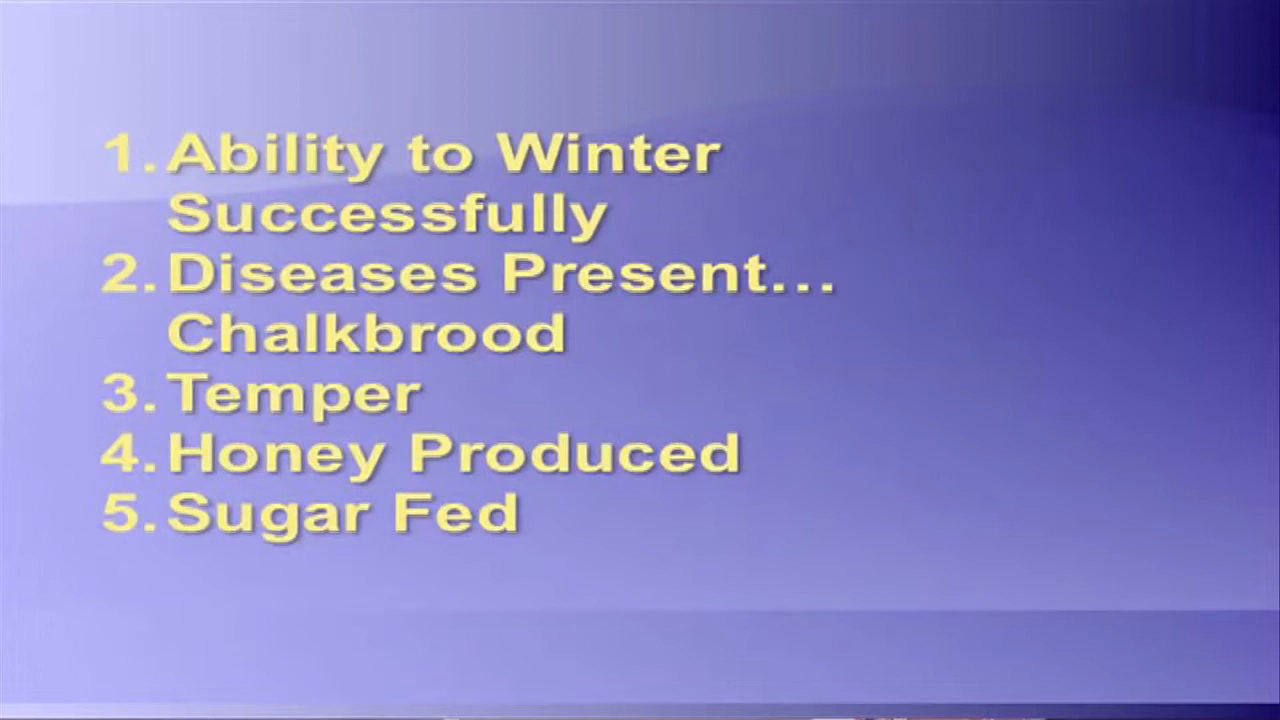 1. Ability to Winter
Successfully
2. Diseases Present...
Chalkbrood
3. Temper
4. Honey Produced
5. Sugar Fed